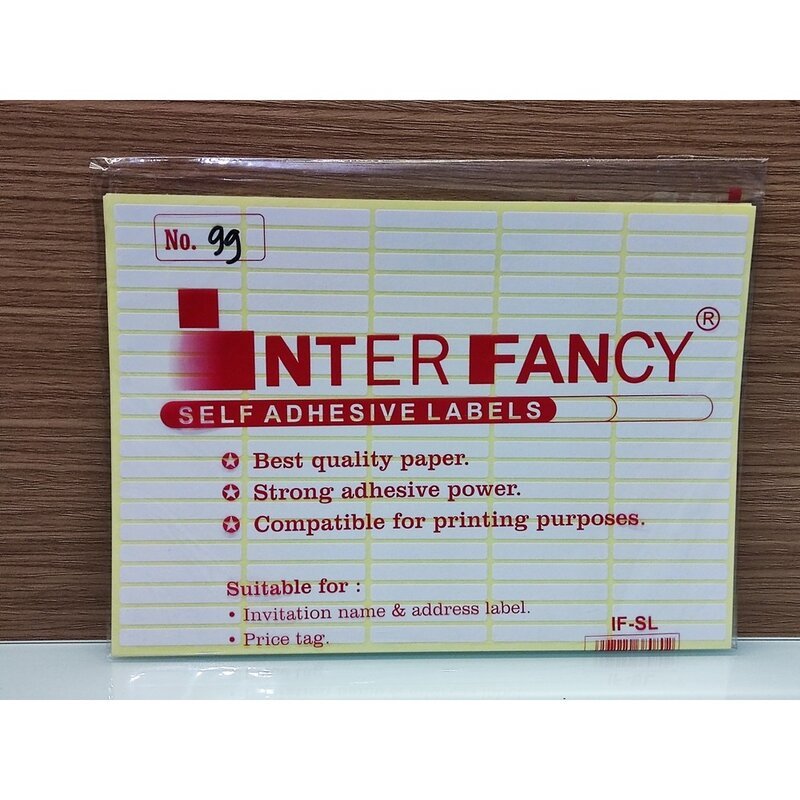 No. 99
INTER FANCY ®
SELF ADHESIVE LABELS
Best quality paper.
Strong adhesive power.
Compatible for printing purposes.
Suitable for :
• Invitation name & address label.
• Price tag.
IF-SL